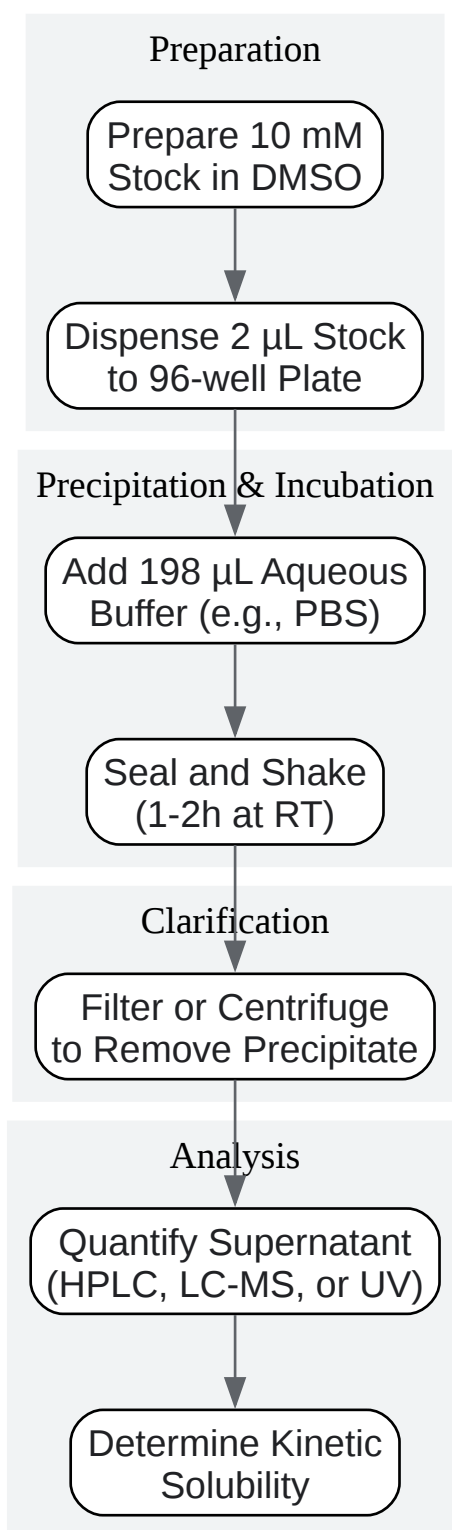 Preparation
Prepare 10 mM
Stock in DMSO
Dispense 2 µL Stock
to 96-well Plate
Precipitation & Incubation
Add 198 µL Aqueous
Buffer (e.g., PBS)
Seal and Shake
(1-2h at RT)
Clarification
Filter or Centrifuge
to Remove Precipitate
Analysis
Quantify Supernatant
(HPLC, LC-MS, or UV)
Determine Kinetic
Solubility